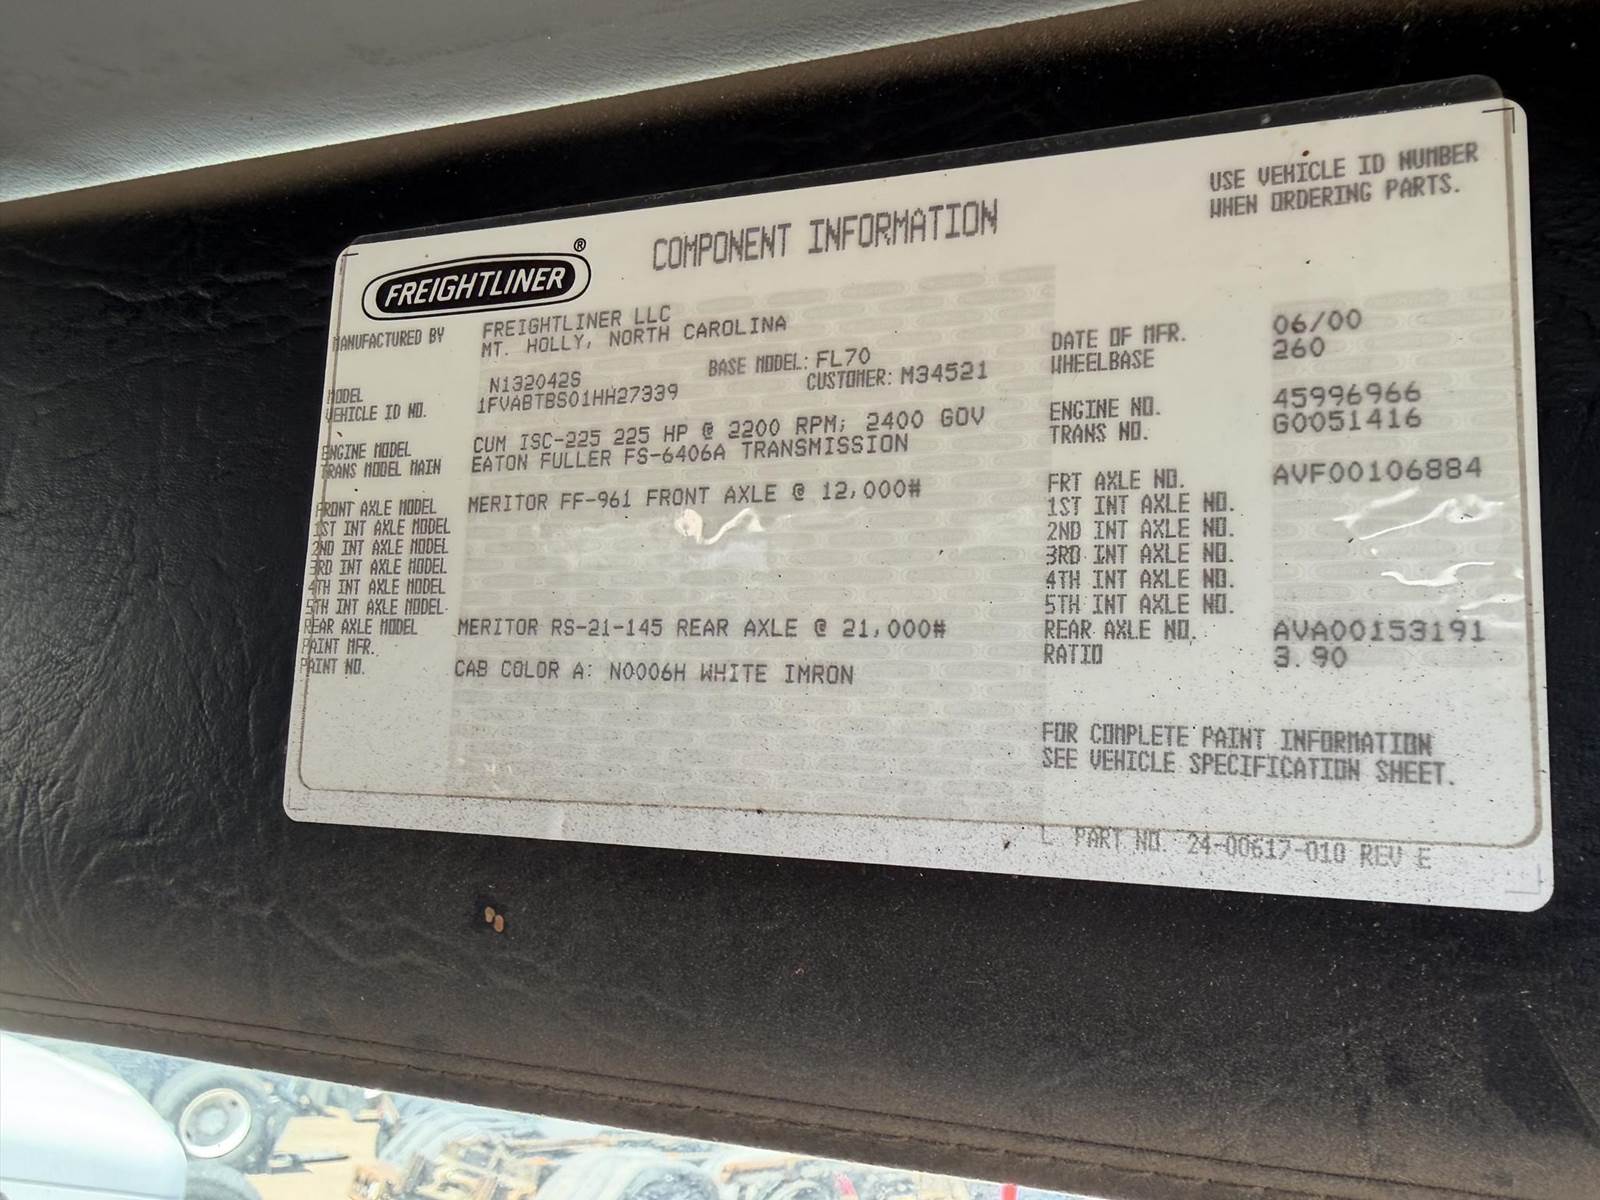 USE VEHICLE ID NUMBER
WHEN ORDERING PARTS.
COMPONENT INFORMATION
FREIGHTLINER®
MANUFACTURED BY FREIGHTLINER LLC
MT. HOLLY, NORTH CAROLINA
DATE OF MFR. 06/00
WHEELBASE 260
MODEL N132042S BASE MODEL: FL70
VEHICLE ID NO. 1FVABTBS01HH27339 CUSTOMER: M34521
ENGINE NO. 45996966
TRANS NO. G0051416
ENGINE MODEL CUM ISC-225 225 HP @ 2200 RPM; 2400 GOV
TRANS MODEL MAIN EATON FULLER FS-6406A TRANSMISSION
FRONT AXLE MODEL MERITOR FF-961 FRONT AXLE @ 12,000# FRT AXLE NO. AVF00106884
1ST INT AXLE MODEL 1ST INT AXLE NO.
2ND INT AXLE MODEL 2ND INT AXLE NO.
3RD INT AXLE MODEL 3RD INT AXLE NO.
4TH INT AXLE MODEL 4TH INT AXLE NO.
5TH INT AXLE MODEL 5TH INT AXLE NO.
REAR AXLE MODEL MERITOR RS-21-145 REAR AXLE @ 21,000# REAR AXLE NO. AVA00153191
PAINT MFR. RATIO 3.90
PAINT NO. CAB COLOR A: N0006H WHITE IMRON
FOR COMPLETE PAINT INFORMATION
SEE VEHICLE SPECIFICATION SHEET.
PART NO. 24-00617-010 REV E